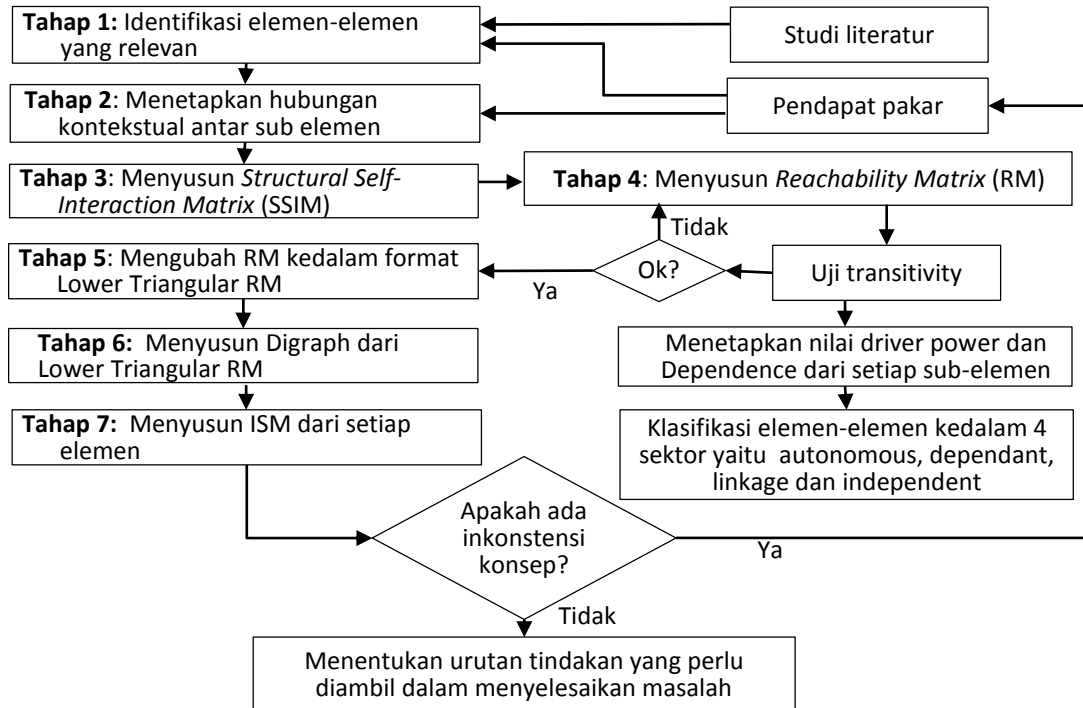 Tahap 1: Identifikasi elemen-elemen
yang relevan
Studi literatur
Tahap 2: Menetapkan hubungan
kontekstual antar sub elemen
Pendapat pakar
Tahap 3: Menyusun Structural Self-
Interaction Matrix (SSIM)
Tahap 4: Menyusun Reachability Matrix (RM)
Tidak
Tahap 5: Mengubah RM kedalam format
Lower Triangular RM
Ya
Ok?
Uji transitivity
Tahap 6: Menyusun Digraph dari
Lower Triangular RM
Menetapkan nilai driver power dan
Dependence dari setiap sub-elemen
Tahap 7: Menyusun ISM dari setiap
elemen
Klasifikasi elemen-elemen kedalam 4
sektor yaitu autonomous, dependant,
linkage dan independent
Apakah ada
inkonstensi
konsep?
Ya
Tidak
Menentukan urutan tindakan yang perlu
diambil dalam menyelesaikan masalah